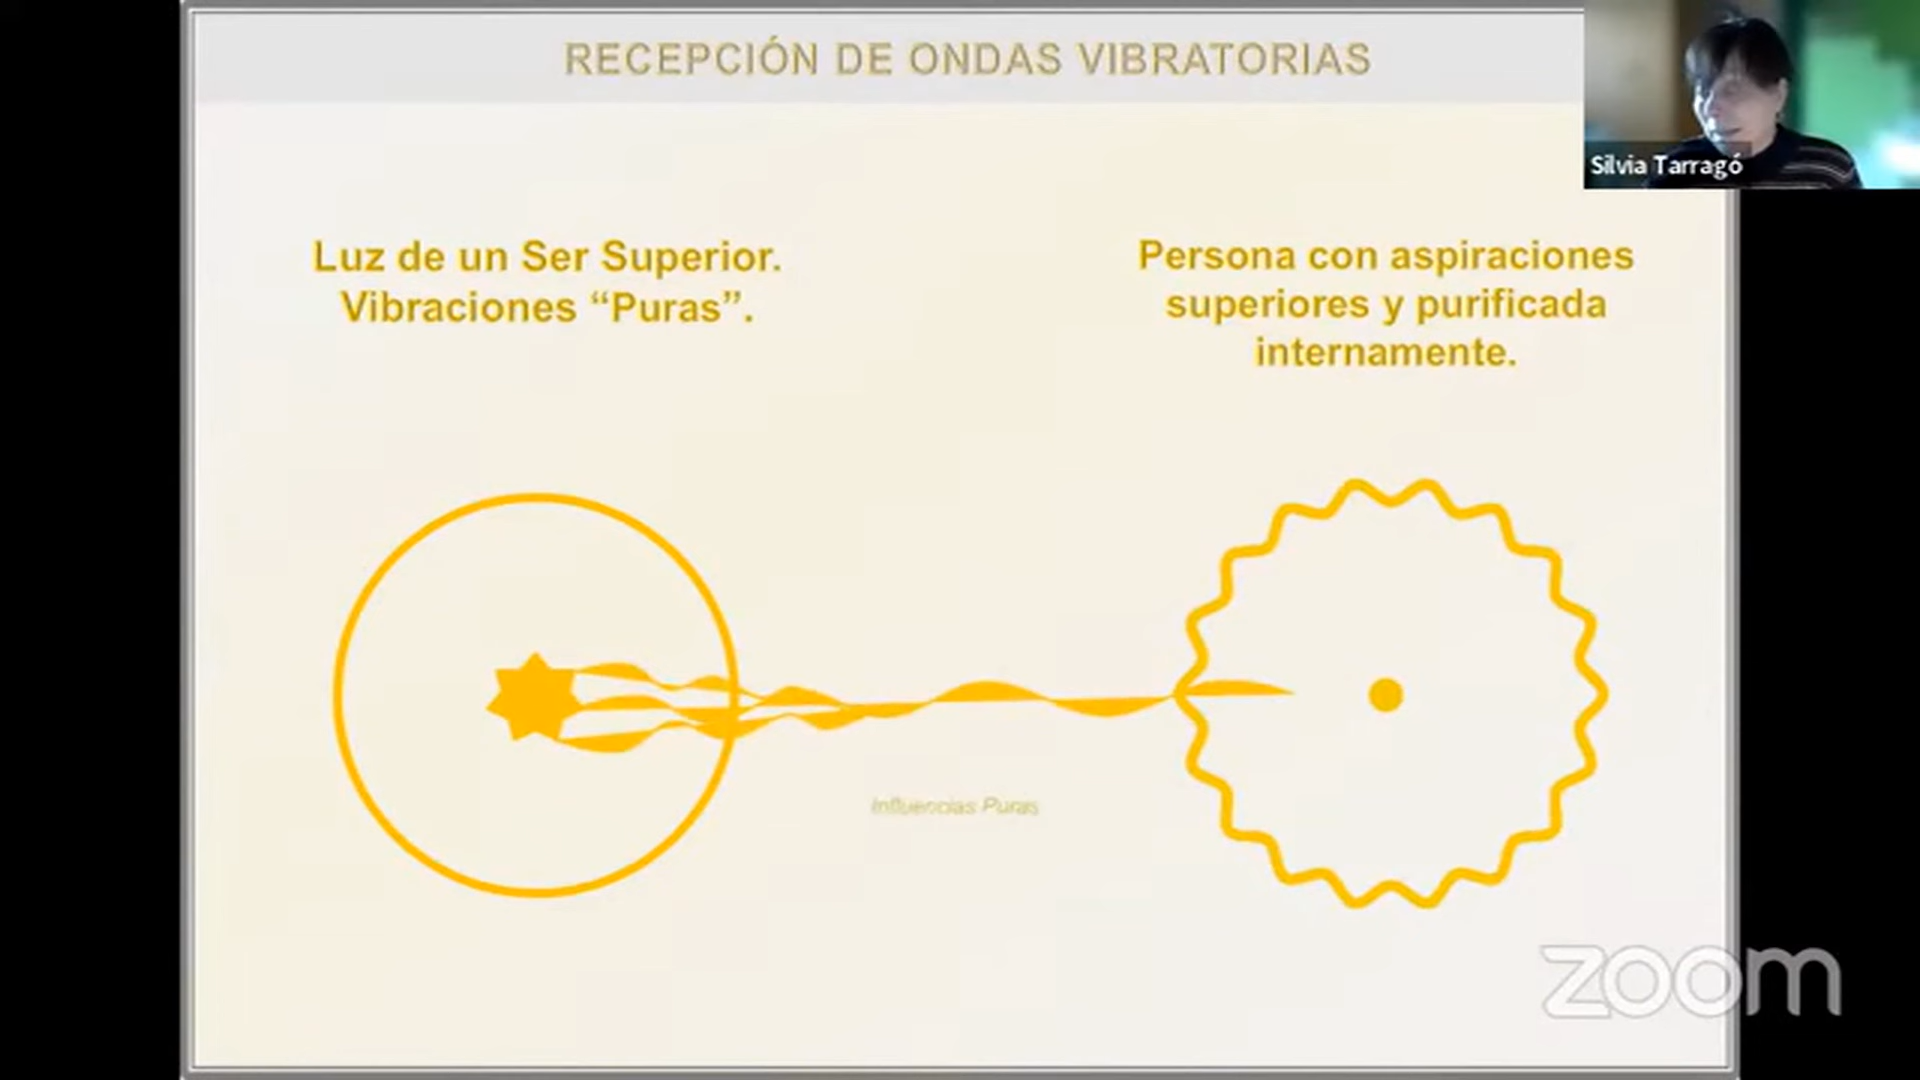 RECEPCIÓN DE ONDAS VIBRATORIAS
Silvia Tarragó
Luz de un Ser Superior.
Vibraciones “Puras”.
Persona con aspiraciones
superiores y purificada
internamente.
Influencias Puras
zoom